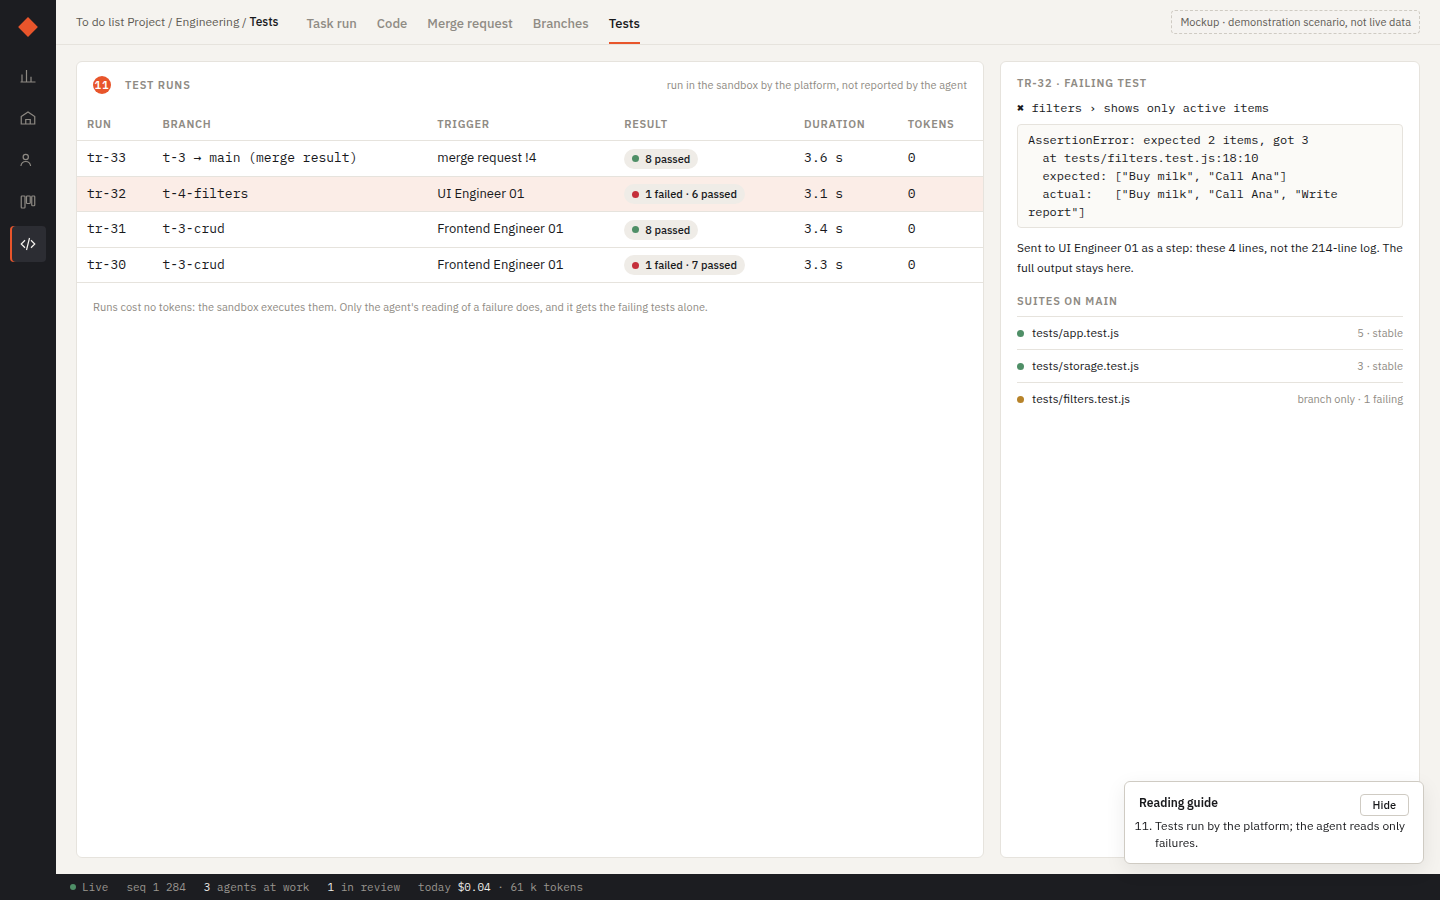 To do list Project / Engineering / Tests
Task run
Code
Merge request
Branches
Tests
Mockup · demonstration scenario, not live data
11 TEST RUNS
run in the sandbox by the platform, not reported by the agent
RUN BRANCH TRIGGER RESULT DURATION TOKENS
tr-33 t-3 → main (merge result) merge request !4 8 passed 3.6 s 0
tr-32 t-4-filters UI Engineer 01 1 failed · 6 passed 3.1 s 0
tr-31 t-3-crud Frontend Engineer 01 8 passed 3.4 s 0
tr-30 t-3-crud Frontend Engineer 01 1 failed · 7 passed 3.3 s 0
Runs cost no tokens: the sandbox executes them. Only the agent's reading of a failure does, and it gets the failing tests alone.
TR-32 · FAILING TEST
✖ filters › shows only active items
AssertionError: expected 2 items, got 3
at tests/filters.test.js:18:10
expected: ["Buy milk", "Call Ana"]
actual: ["Buy milk", "Call Ana", "Write
report"]
Sent to UI Engineer 01 as a step: these 4 lines, not the 214-line log. The
full output stays here.
SUITES ON MAIN
tests/app.test.js 5 · stable
tests/storage.test.js 3 · stable
tests/filters.test.js branch only · 1 failing
Reading guide
Hide
11. Tests run by the platform; the agent reads only
failures.
Live seq 1 284 3 agents at work 1 in review today $0.04 · 61 k tokens